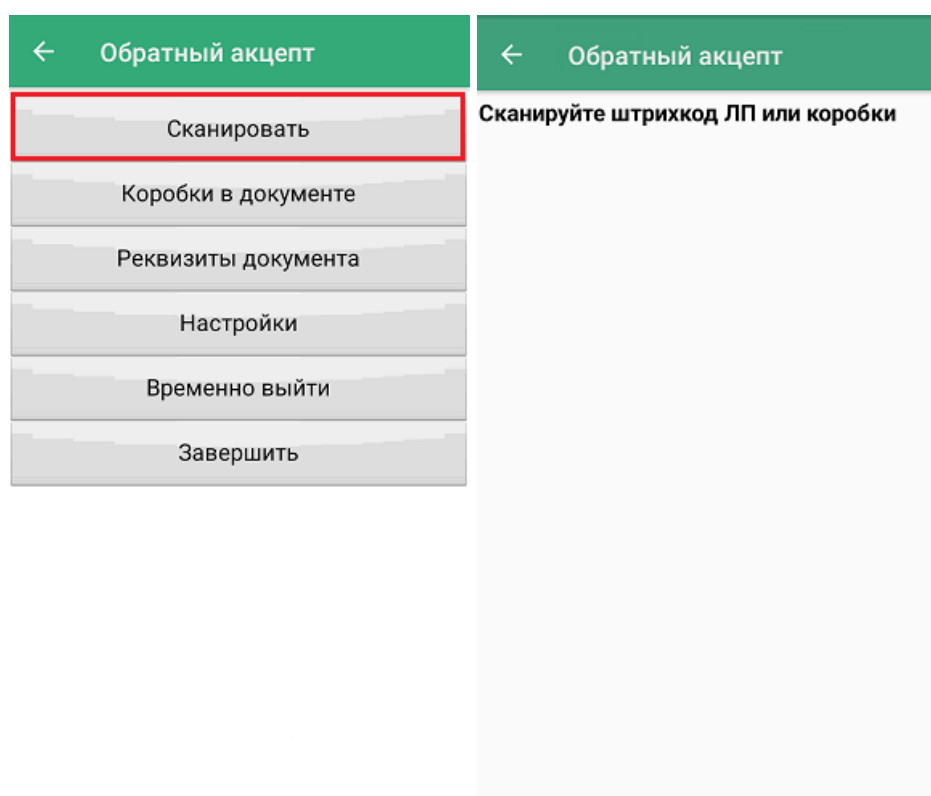 Обратный акцепт
Сканировать
Коробки в документе
Реквизиты документа
Настройки
Временно выйти
Завершить
Обратный акцепт
Сканируйте штрихкод ЛП или коробки